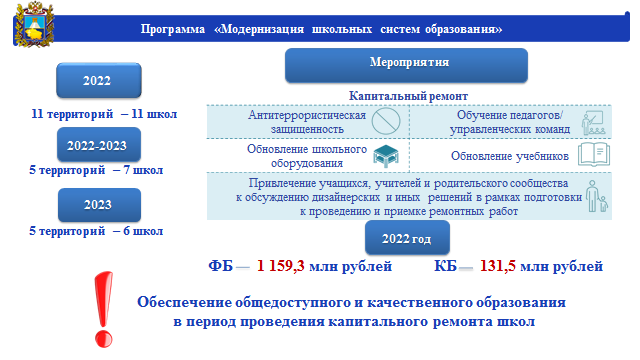 Программа «Модернизация школьных систем образования»
2022
11 территорий – 11 школ
2022-2023
5 территорий – 7 школ
2023
5 территорий – 6 школ
Мероприятия
Капитальный ремонт
Антитеррористическая
защищенность
Обучение педагогов/
управленческих команд
Обновление школьного
оборудования
Обновление учебников
Привлечение учащихся, учителей и родительского сообщества
к обсуждению дизайнерских и иных решений в рамках подготовки
к проведению и приемке ремонтных работ
2022 год
ФБ — 1 159,3 млн рублей
КБ — 131,5 млн рублей
Обеспечение общедоступного и качественного образования
в период проведения капитального ремонта школ